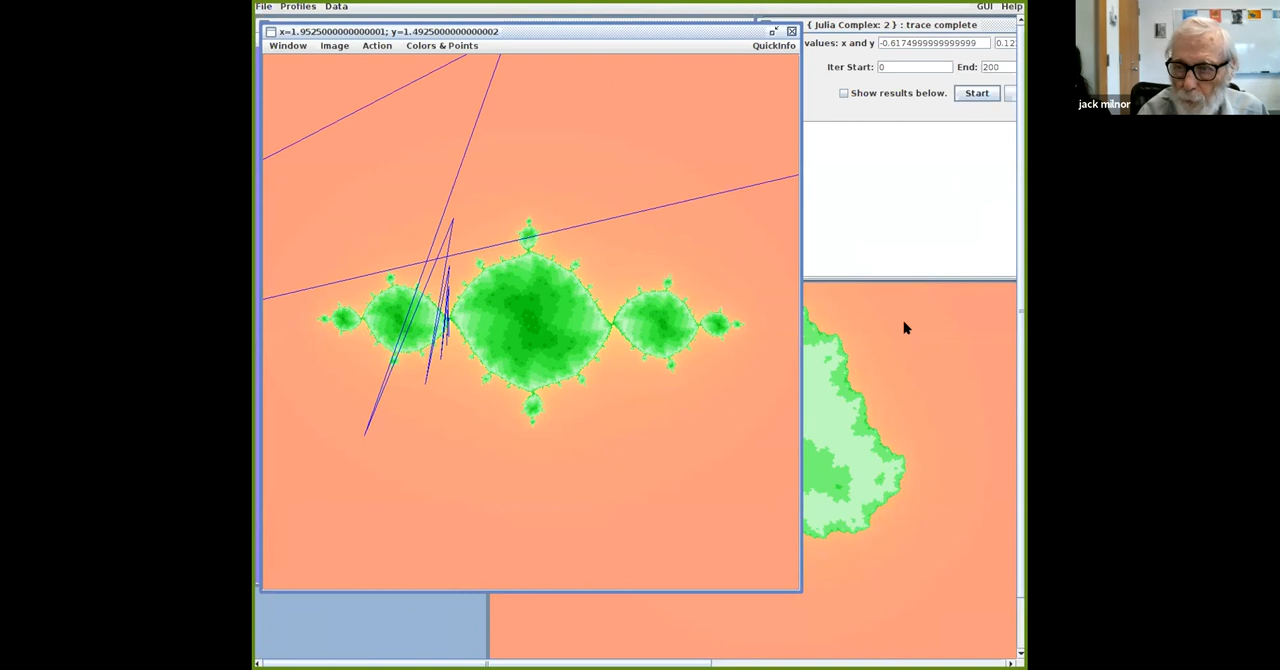 File Profiles Data GUI Help
x=1.9525000000000001; y=1.4925000000000002
Window Image Action Colors & Points QuickInfo
{ Julia Complex: 2 } : trace complete
values: x and y -0.6174999999999999 0.12
Iter Start: 0 End: 200
Show results below. Start
jack milnor